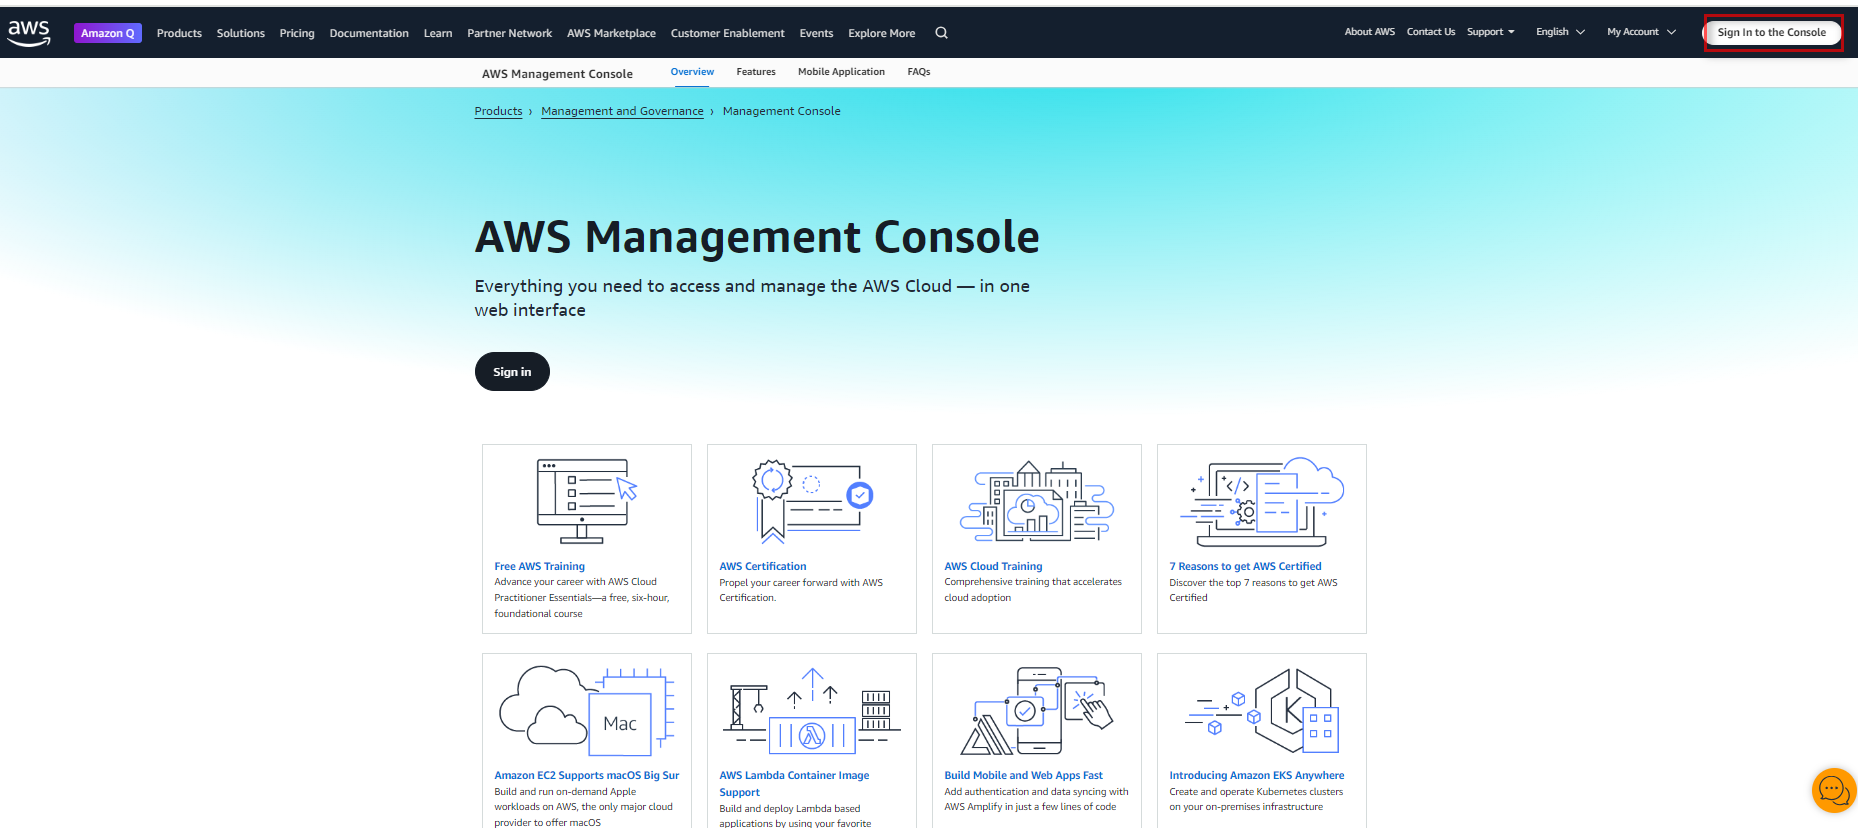 aws
Amazon Q Products Solutions Pricing Documentation Learn Partner Network AWS Marketplace Customer Enablement Events Explore More
About AWS Contact Us Support English My Account Sign In to the Console
AWS Management Console Overview Features Mobile Application FAQs
Products › Management and Governance › Management Console
AWS Management Console
Everything you need to access and manage the AWS Cloud — in one
web interface
Sign in
Free AWS Training
Advance your career with AWS Cloud
Practitioner Essentials—a free, six-hour,
foundational course
AWS Certification
Propel your career forward with AWS
Certification.
AWS Cloud Training
Comprehensive training that accelerates
cloud adoption
</>
7 Reasons to get AWS Certified
Discover the top 7 reasons to get AWS
Certified
Mac
Amazon EC2 Supports macOS Big Sur
Build and run on-demand Apple
workloads on AWS, the only major cloud
provider to offer macOS
AWS Lambda Container Image
Support
Build and deploy Lambda based
applications by using your favorite
Build Mobile and Web Apps Fast
Add authentication and data syncing with
AWS Amplify in just a few lines of code
K
Introducing Amazon EKS Anywhere
Create and operate Kubernetes clusters
on your on-premises infrastructure